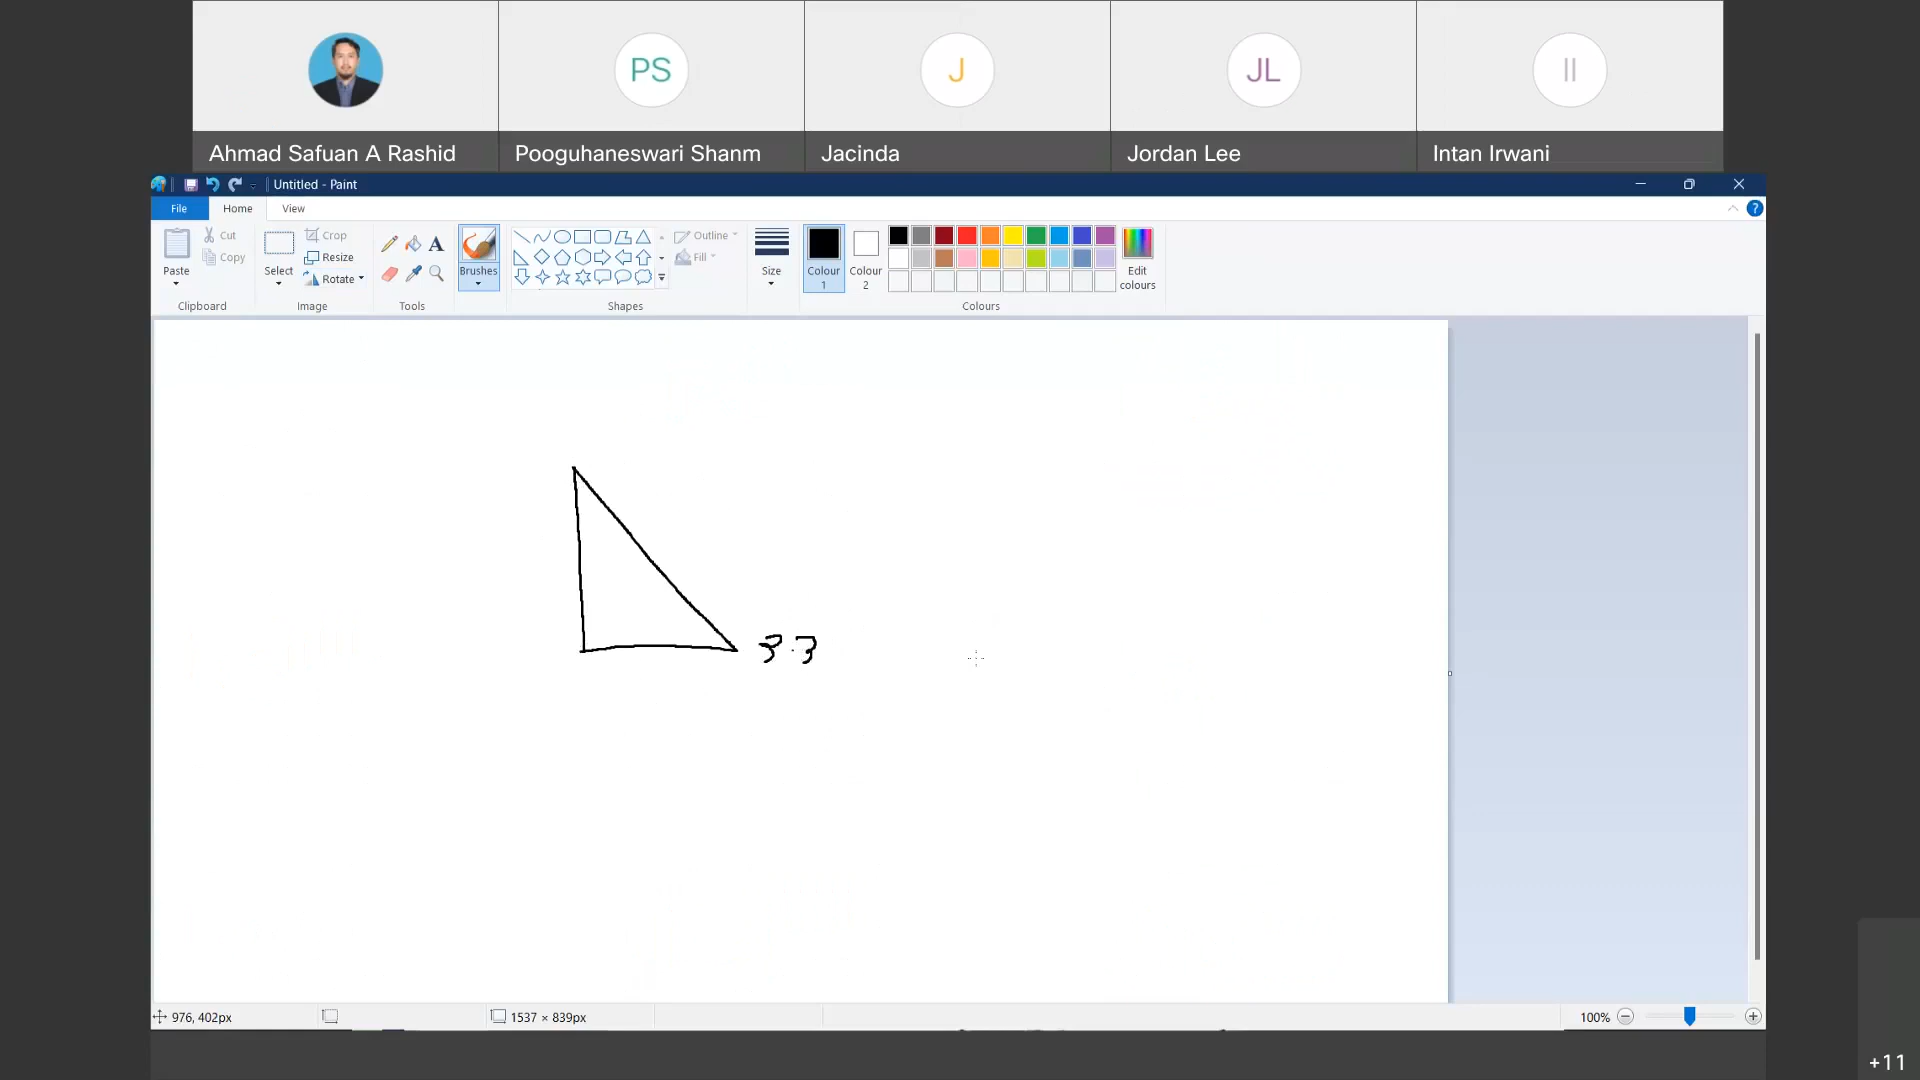 PS
J
JL
II
Ahmad Safuan A Rashid
Pooguhaneswari Shanm
Jacinda
Jordan Lee
Intan Irwani
Untitled - Paint
File
Home
View
?
Paste
Cut
Copy
Clipboard
Select
Crop
Resize
Rotate
Image
A
Tools
Brushes
Shapes
Outline
Fill
Size
Colour 1
Colour 2
Edit colours
Colours
3.3
976, 402px
1537 × 839px
100%
+11